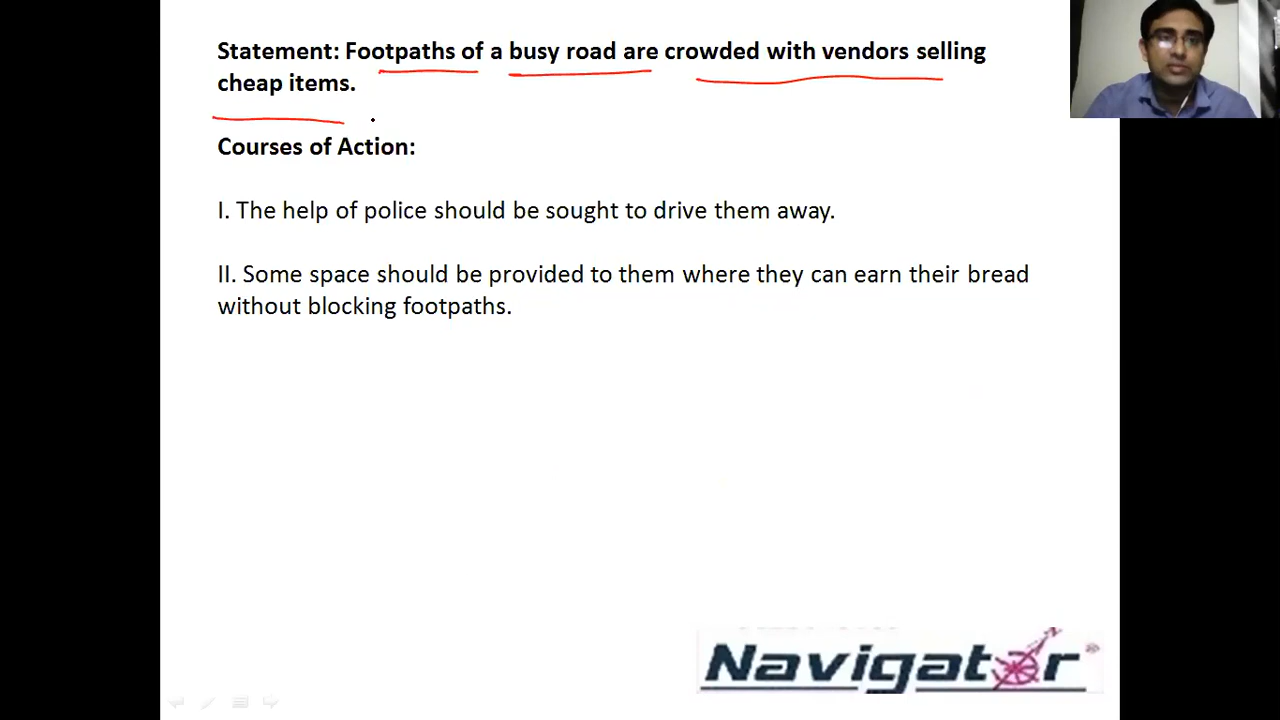 Statement: Footpaths of a busy road are crowded with vendors selling
cheap items.
Courses of Action:
I. The help of police should be sought to drive them away.
II. Some space should be provided to them where they can earn their bread
without blocking footpaths.
Navigator